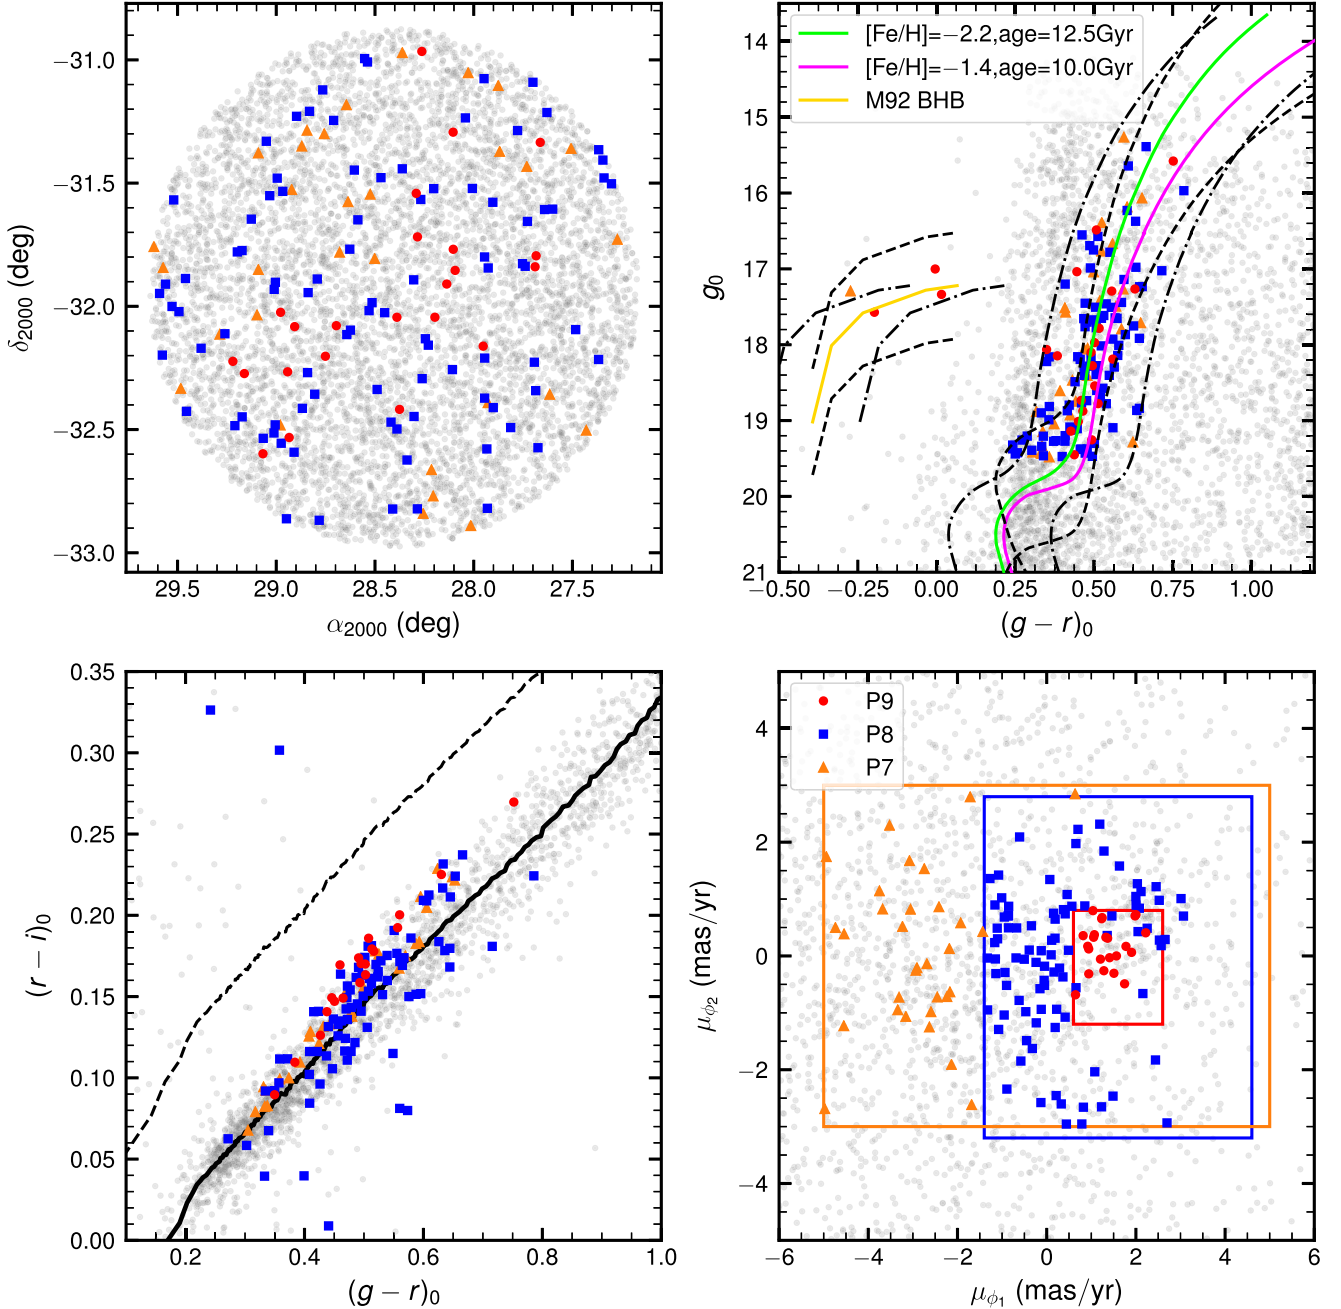 −31.0
−31.5
−32.0
−32.5
−33.0
δ2000 (deg)
29.5 29.0 28.5 28.0 27.5
α2000 (deg)
[Fe/H]=−2.2,age=12.5Gyr
[Fe/H]=−1.4,age=10.0Gyr
M92 BHB
14
15
16
17
18
19
20
21
g0
−0.50 −0.25 0.00 0.25 0.50 0.75 1.00
(g − r)0
0.35
0.30
0.25
0.20
0.15
0.10
0.05
0.00
(r − i)0
0.2 0.4 0.6 0.8 1.0
(g − r)0
P9
P8
P7
4
2
0
−2
−4
μϕ2 (mas/yr)
−6 −4 −2 0 2 4 6
μϕ1 (mas/yr)